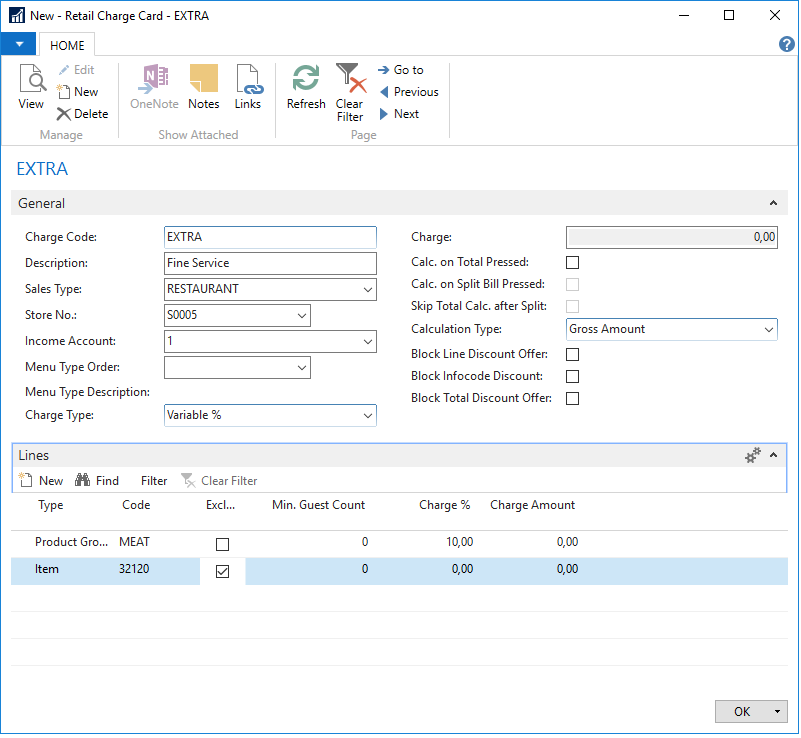 New - Retail Charge Card - EXTRA
HOME
?
View
Edit
New
Delete
Manage
OneNote
Notes
Links
Show Attached
Refresh
Clear Filter
Go to
Previous
Next
Page
EXTRA
General
Charge Code: EXTRA
Description: Fine Service
Sales Type: RESTAURANT
Store No.: S0005
Income Account: 1
Menu Type Order:
Menu Type Description:
Charge Type: Variable %
Charge: 0,00
Calc. on Total Pressed:
Calc. on Split Bill Pressed:
Skip Total Calc. after Split:
Calculation Type: Gross Amount
Block Line Discount Offer:
Block Infocode Discount:
Block Total Discount Offer:
Lines
New Find Filter Clear Filter
Type Code Excl... Min. Guest Count Charge % Charge Amount
Product Gro... MEAT 0 10,00 0,00
Item 32120 0 0,00 0,00
OK